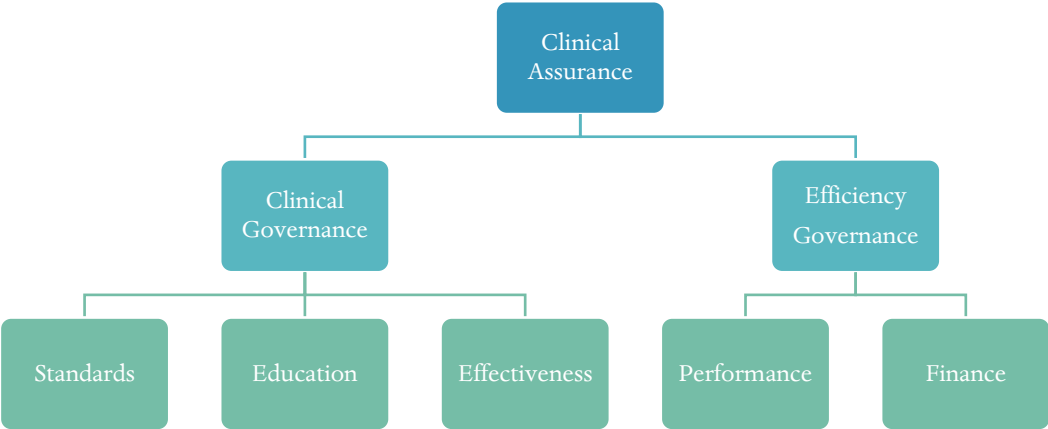 Clinical
Assurance
Clinical
Governance
Efficiency
Governance
Standards
Education
Effectiveness
Performance
Finance